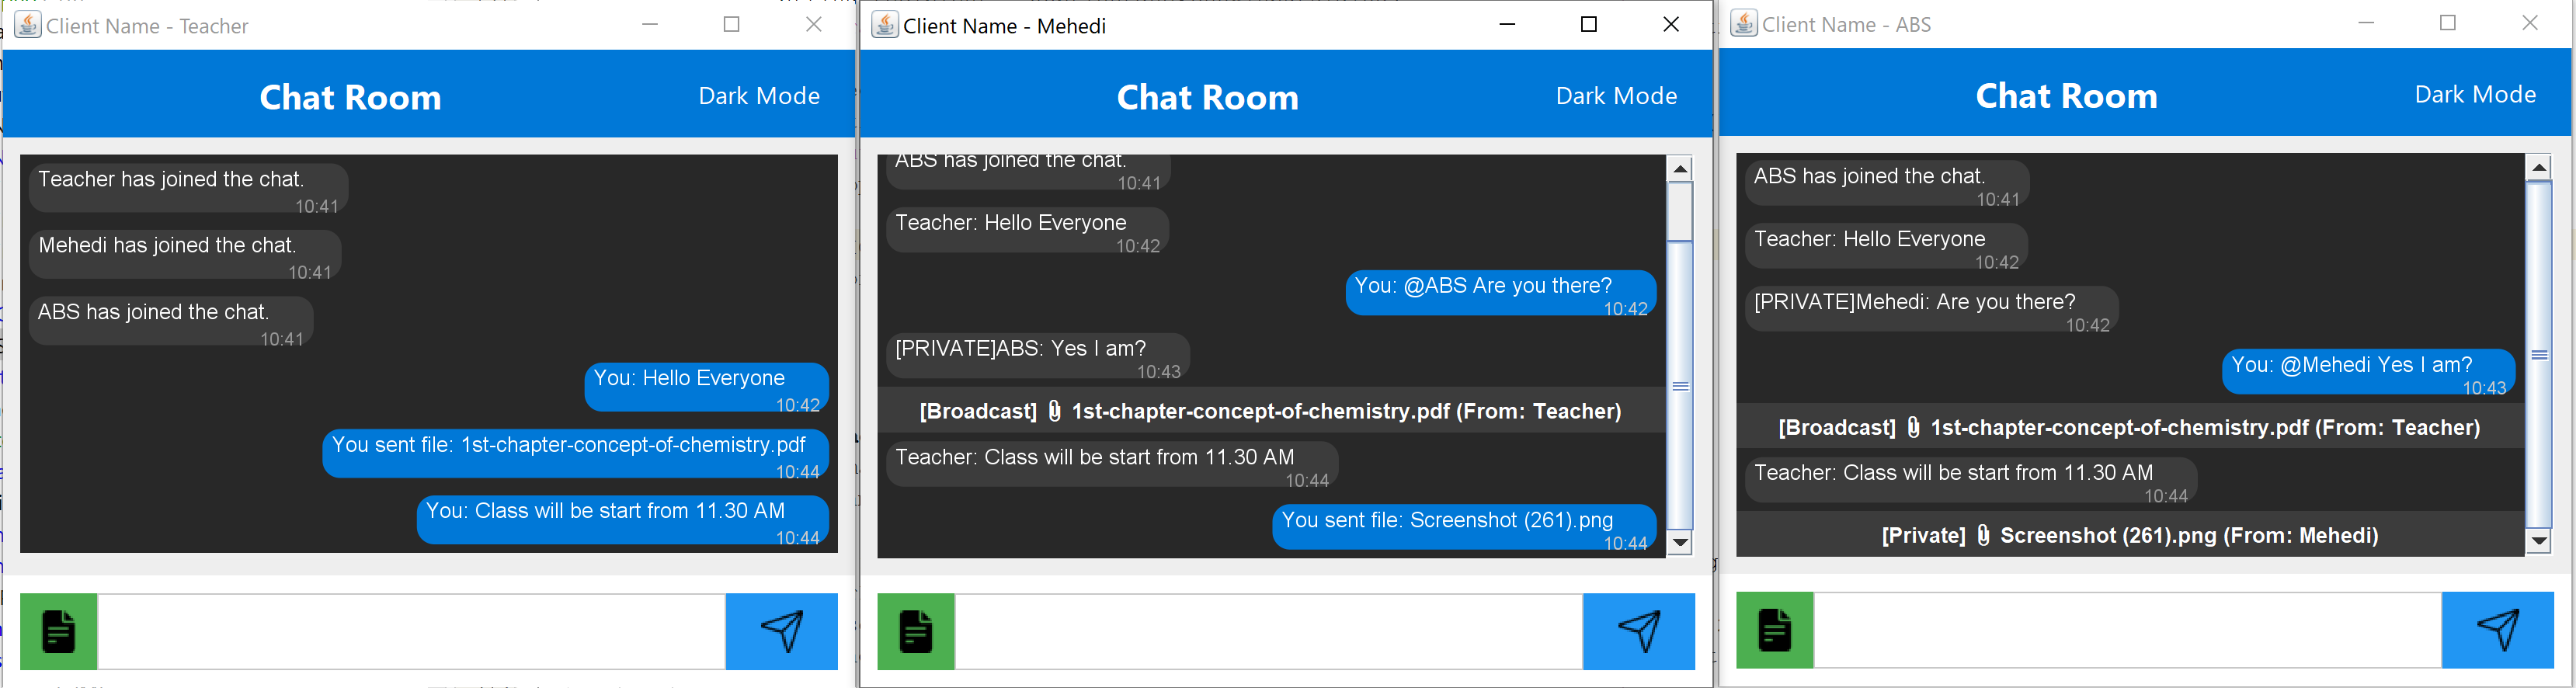 Client Name - Teacher
Chat Room
Dark Mode
Teacher has joined the chat.
10:41
Mehedi has joined the chat.
10:41
ABS has joined the chat.
10:41
You: Hello Everyone
10:42
You sent file: 1st-chapter-concept-of-chemistry.pdf
10:44
You: Class will be start from 11.30 AM
10:44
Client Name - Mehedi
Chat Room
Dark Mode
ABS has joined the chat.
10:41
Teacher: Hello Everyone
10:42
You: @ABS Are you there?
10:42
[PRIVATE]ABS: Yes I am?
10:43
[Broadcast] 📎 1st-chapter-concept-of-chemistry.pdf (From: Teacher)
Teacher: Class will be start from 11.30 AM
10:44
You sent file: Screenshot (261).png
10:44
Client Name - ABS
Chat Room
Dark Mode
ABS has joined the chat.
10:41
Teacher: Hello Everyone
10:42
[PRIVATE]Mehedi: Are you there?
10:42
You: @Mehedi Yes I am?
10:43
[Broadcast] 📎 1st-chapter-concept-of-chemistry.pdf (From: Teacher)
Teacher: Class will be start from 11.30 AM
10:44
[Private] 📎 Screenshot (261).png (From: Mehedi)